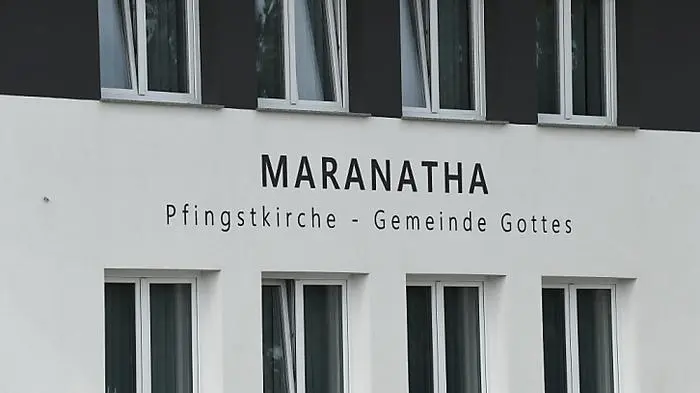 MARANATHA
Pfingstkirche - Gemeinde Gottes